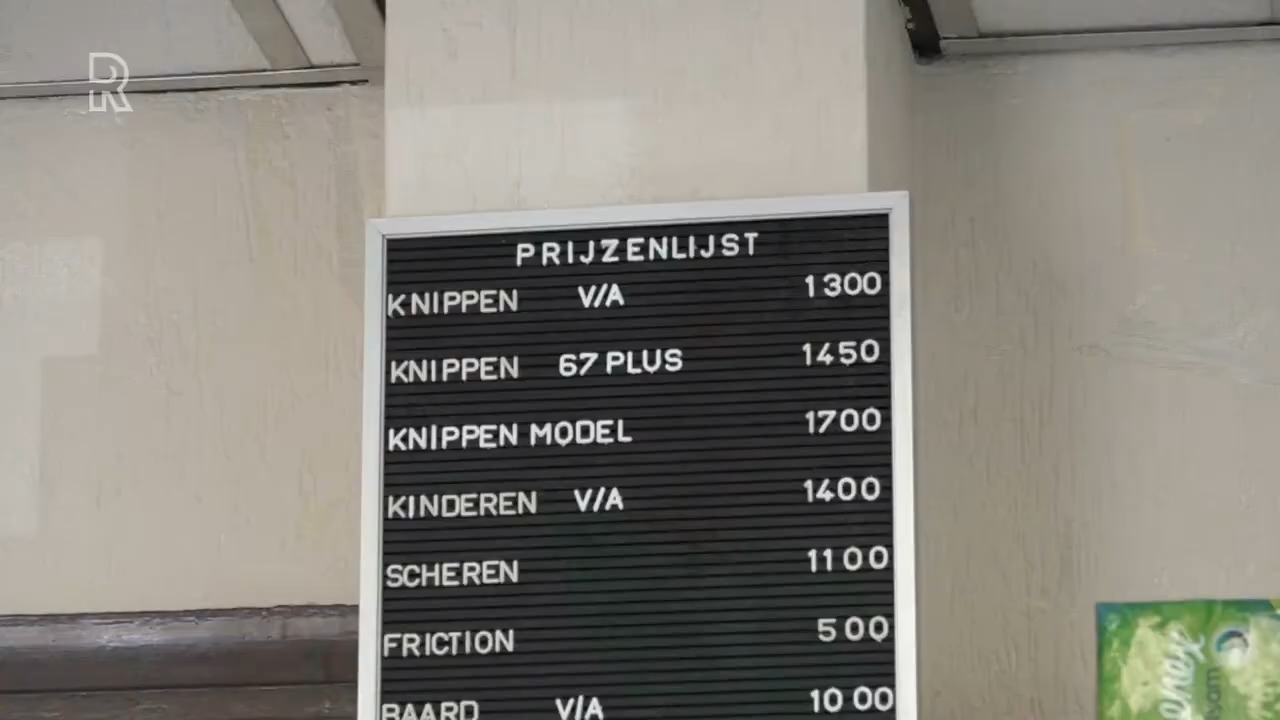 R
PRIJZENLIJST
KNIPPEN V/A 1300
KNIPPEN 67 PLUS 1450
KNIPPEN MODEL 1700
KINDEREN V/A 1400
SCHEREN 1100
FRICTION 500
BAARD V/A 1000